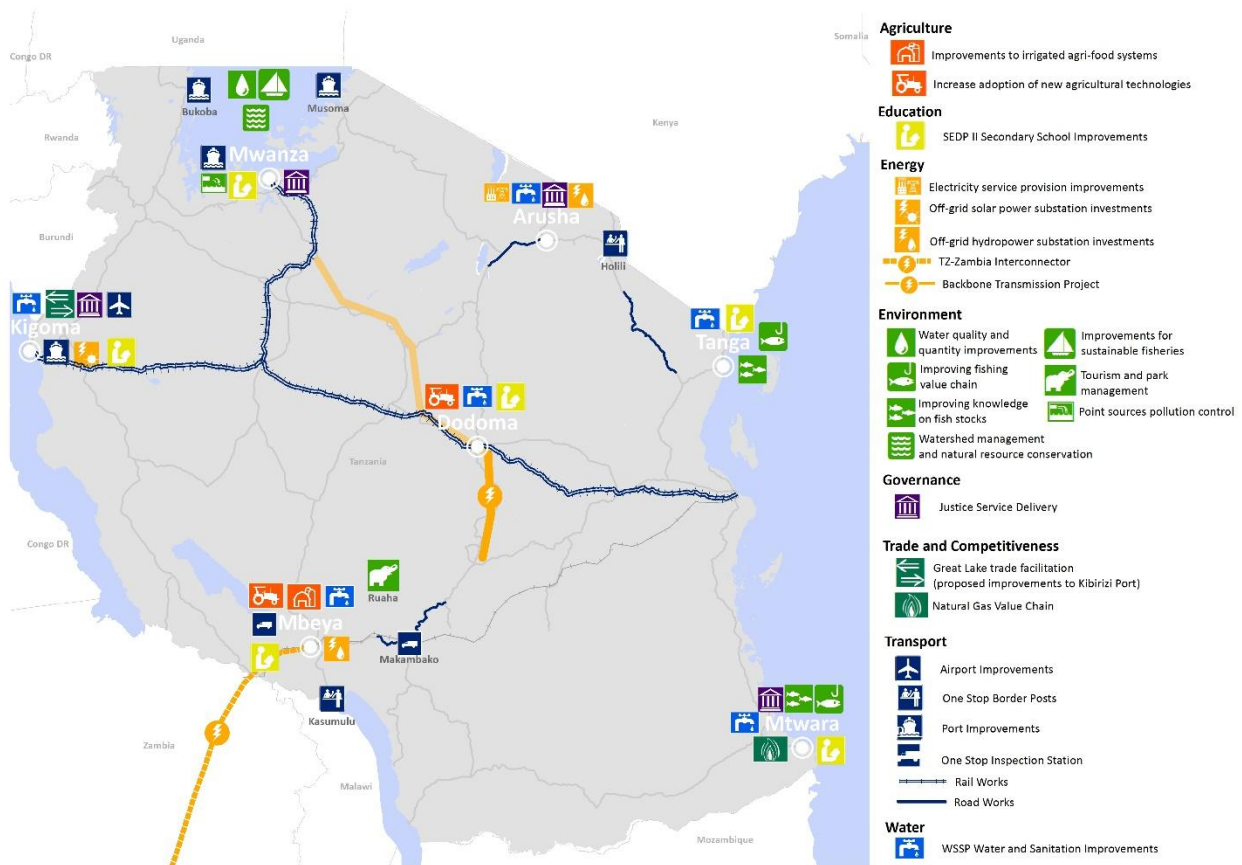 Uganda
Congo DR
Somalia
Bukoba
Musoma
Rwanda
Kenya
Mwanza
Arusha
Burundi
Holili
Kigoma
Tanga
Dodoma
Tanzania
Congo DR
Ruaha
Mbeya
Makambako
Kasumulu
Mtwara
Zambia
Malawi
Mozambique
Agriculture
Improvements to irrigated agri-food systems
Increase adoption of new agricultural technologies
Education
SEDP II Secondary School Improvements
Energy
Electricity service provision improvements
Off-grid solar power substation investments
Off-grid hydropower substation investments
TZ-Zambia Interconnector
Backbone Transmission Project
Environment
Water quality and
quantity improvements
Improvements for
sustainable fisheries
Improving fishing
value chain
Tourism and park
management
Improving knowledge
on fish stocks
Point sources pollution control
Watershed management
and natural resource conservation
Governance
Justice Service Delivery
Trade and Competitiveness
Great Lake trade facilitation
(proposed improvements to Kibirizi Port)
Natural Gas Value Chain
Transport
Airport Improvements
One Stop Border Posts
Port Improvements
One Stop Inspection Station
Rail Works
Road Works
Water
WSSP Water and Sanitation Improvements